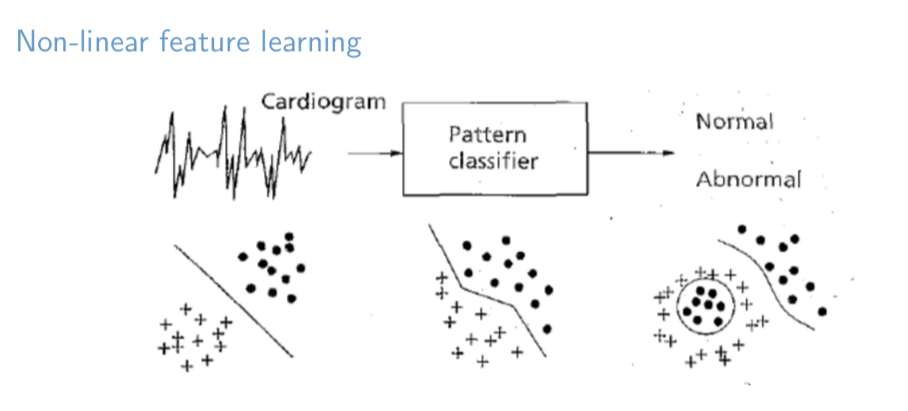 Non-linear feature learning
Cardiogram
Pattern
classifier
Normal
Abnormal